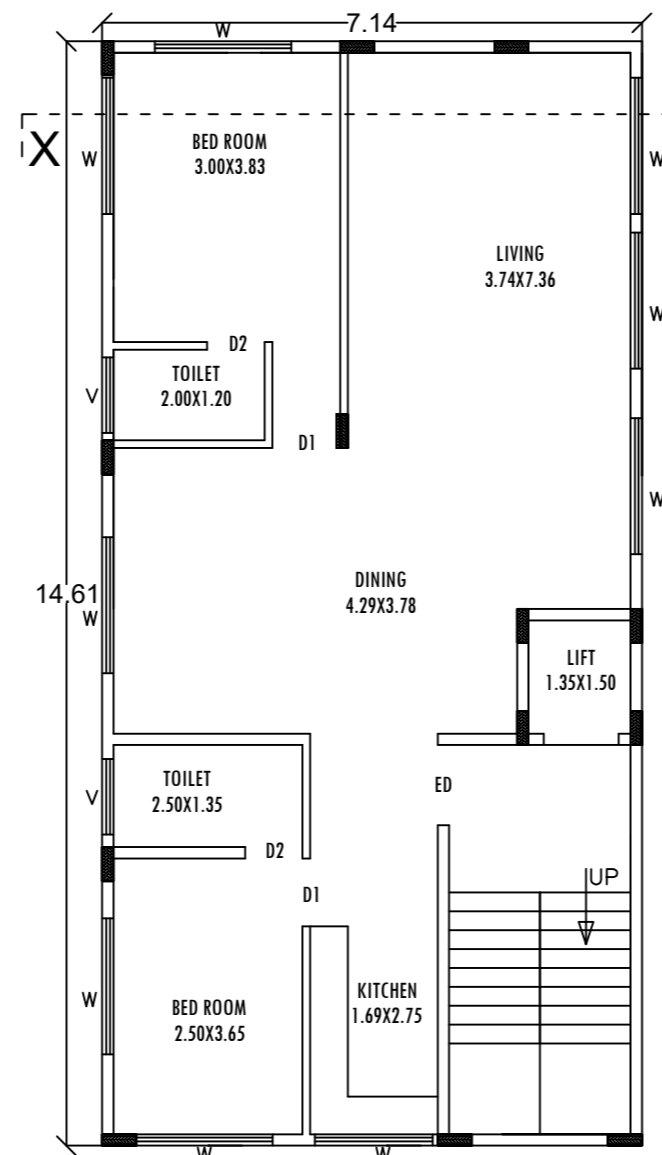 W
7.14
X
W
BED ROOM
3.00X3.83
W
LIVING
3.74X7.36
W
D2
TOILET
2.00X1.20
V
D1
W
DINING
4.29X3.78
14.61
W
LIFT
1.35X1.50
TOILET
2.50X1.35
V
ED
D2
UP
D1
W
BED ROOM
2.50X3.65
KITCHEN
1.69X2.75
W
W